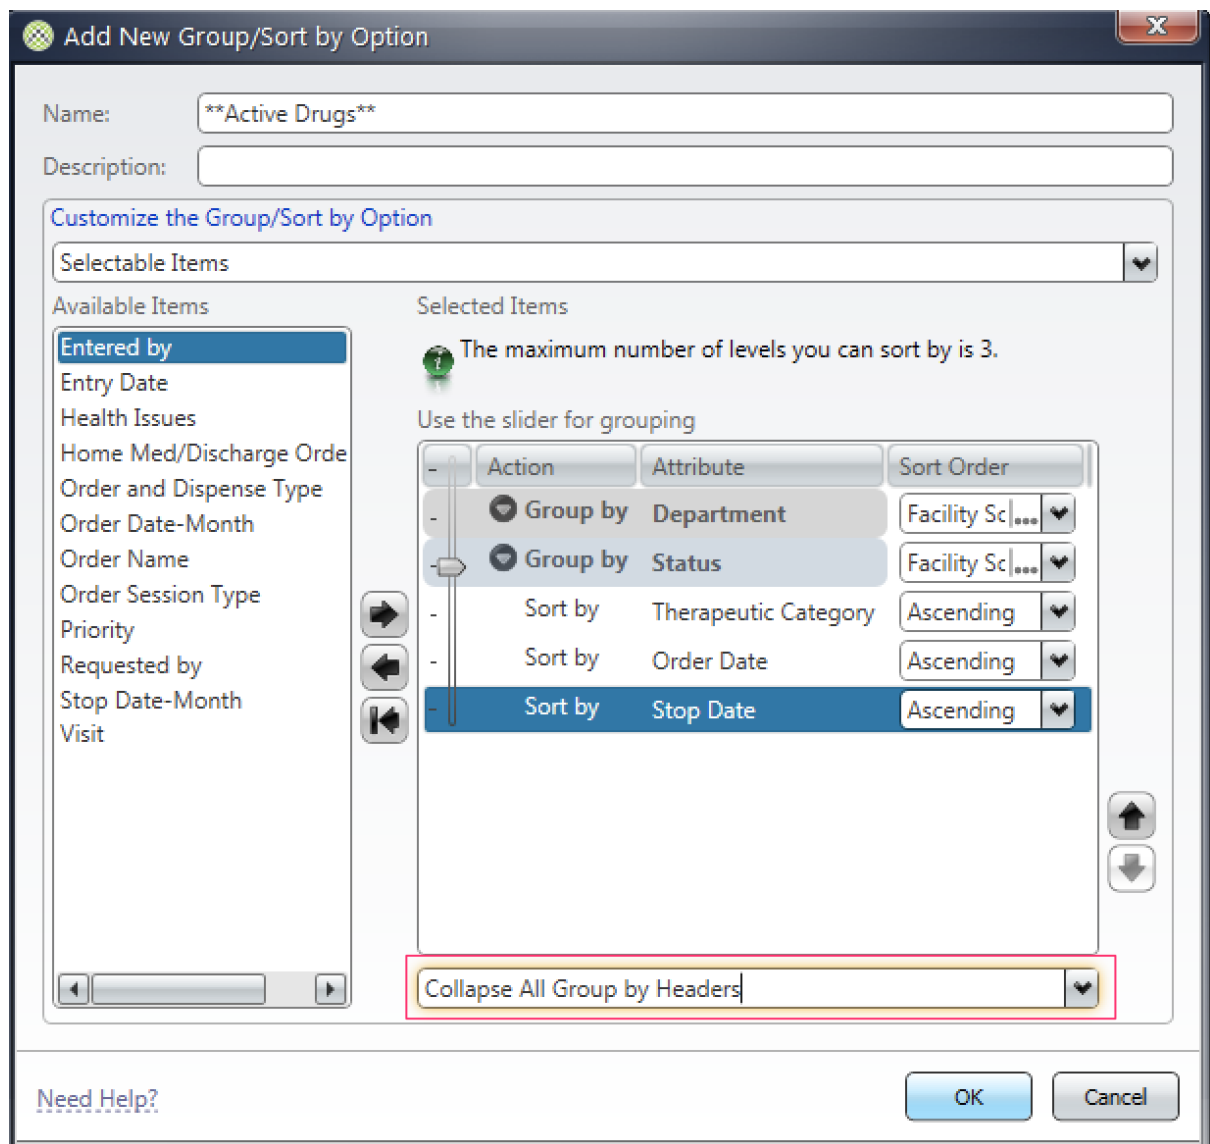 Add New Group/Sort by Option
X
Name: **Active Drugs**
Description:
Customize the Group/Sort by Option
Selectable Items
Available Items
Selected Items
Entered by
Entry Date
Health Issues
Home Med/Discharge Orde
Order and Dispense Type
Order Date-Month
Order Name
Order Session Type
Priority
Requested by
Stop Date-Month
Visit
The maximum number of levels you can sort by is 3.
Use the slider for grouping
- Action Attribute Sort Order
- Group by Department Facility Sc ...
- Group by Status Facility Sc ...
- Sort by Therapeutic Category Ascending
- Sort by Order Date Ascending
- Sort by Stop Date Ascending
Collapse All Group by Headers
Need Help?
OK
Cancel